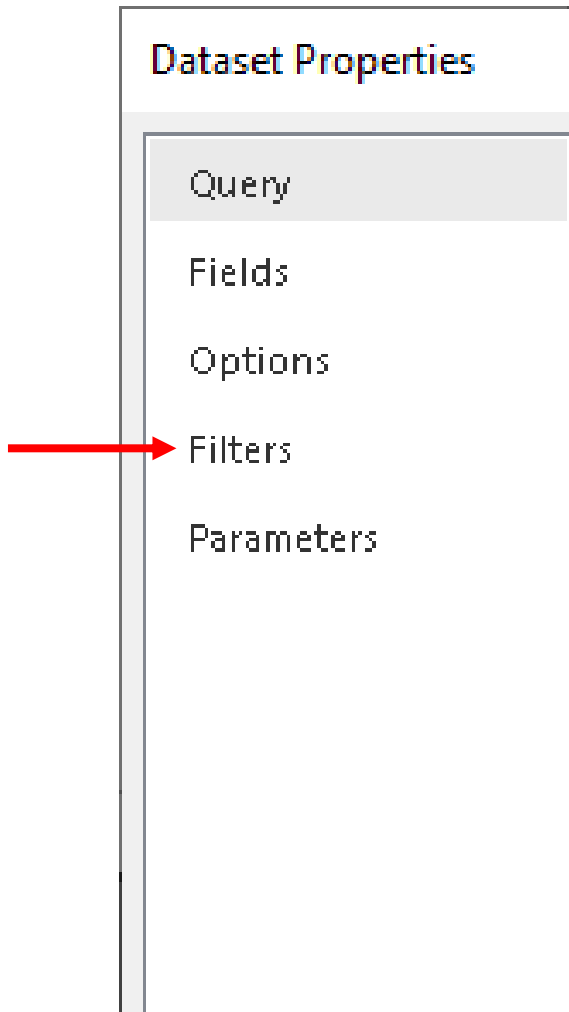 Dataset Properties
Query
Fields
Options
Filters
Parameters